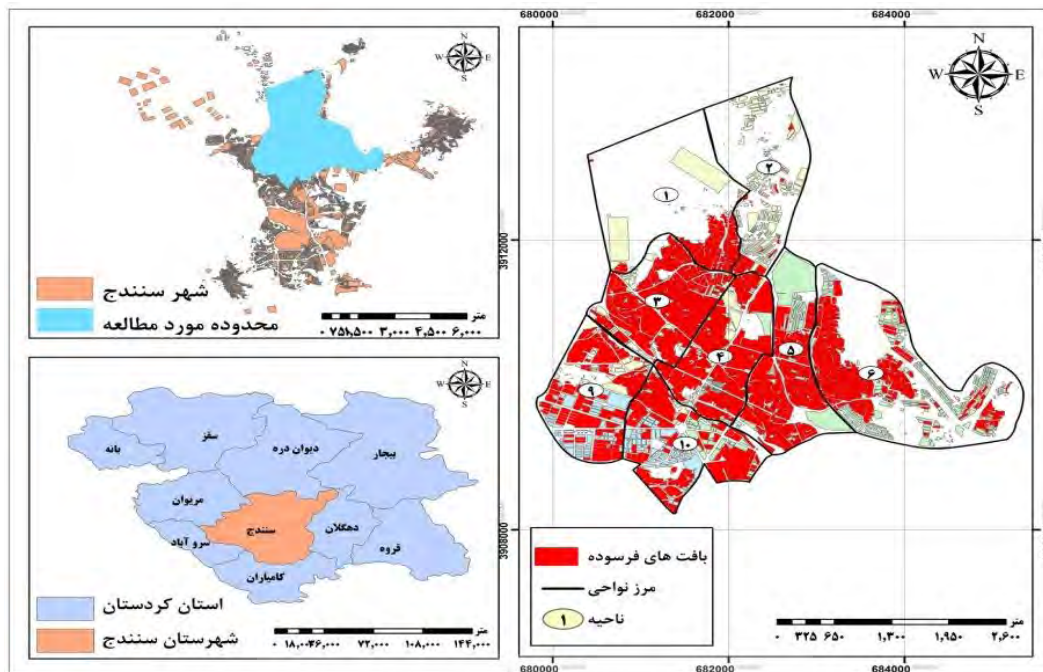 N
W E
S
شهر سنندج
محدوده مورد مطالعه
متر
۰ ۷۵۱,۵۰۰ ۳,۰۰۰ ۴,۵۰۰ ۶,۰۰۰
N
W E
S
سقز
بانه
دیوان دره
بیجار
مریوان
سنندج
دهگلان
سرو آباد
قروه
کامیاران
استان کردستان
شهرستان سنندج
متر
۰ ۱۸,۰۰۳۶,۰۰۰ ۷۲,۰۰۰ ۱۰۸,۰۰۰ ۱۴۴,۰۰۰
680000 682000 684000
N
W E
S
۲
۱
3912000
۳
۴
۵
۶
۹
۱۰
3908000
بافت های فرسوده
مرز نواحی
۱ ناحیه
متر
۰ ۳۲۵ ۶۵۰ ۱,۳۰۰ ۱,۹۵۰ ۲,۶۰۰
680000 682000 684000